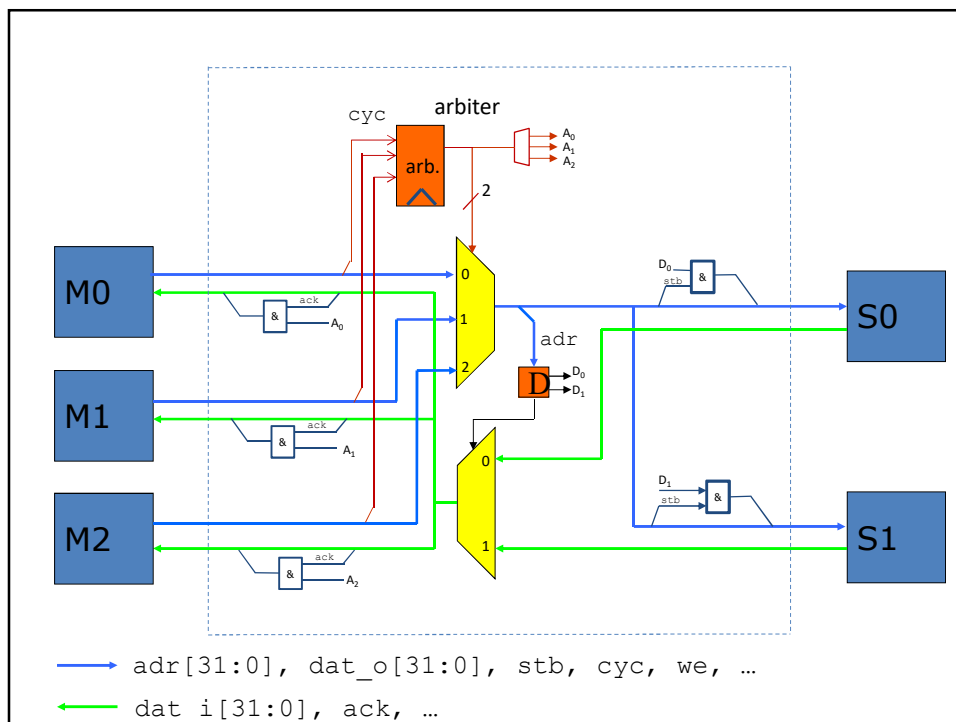 arbiter
cyc
arb.
A0
A1
A2
2
M0
0
D0
stb
&
S0
ack
&
A0
1
adr
2
D
D0
D1
M1
ack
&
A1
0
D1
stb
&
M2
1
S1
ack
&
A2
adr[31:0], dat_o[31:0], stb, cyc, we, …
dat i[31:0], ack, …